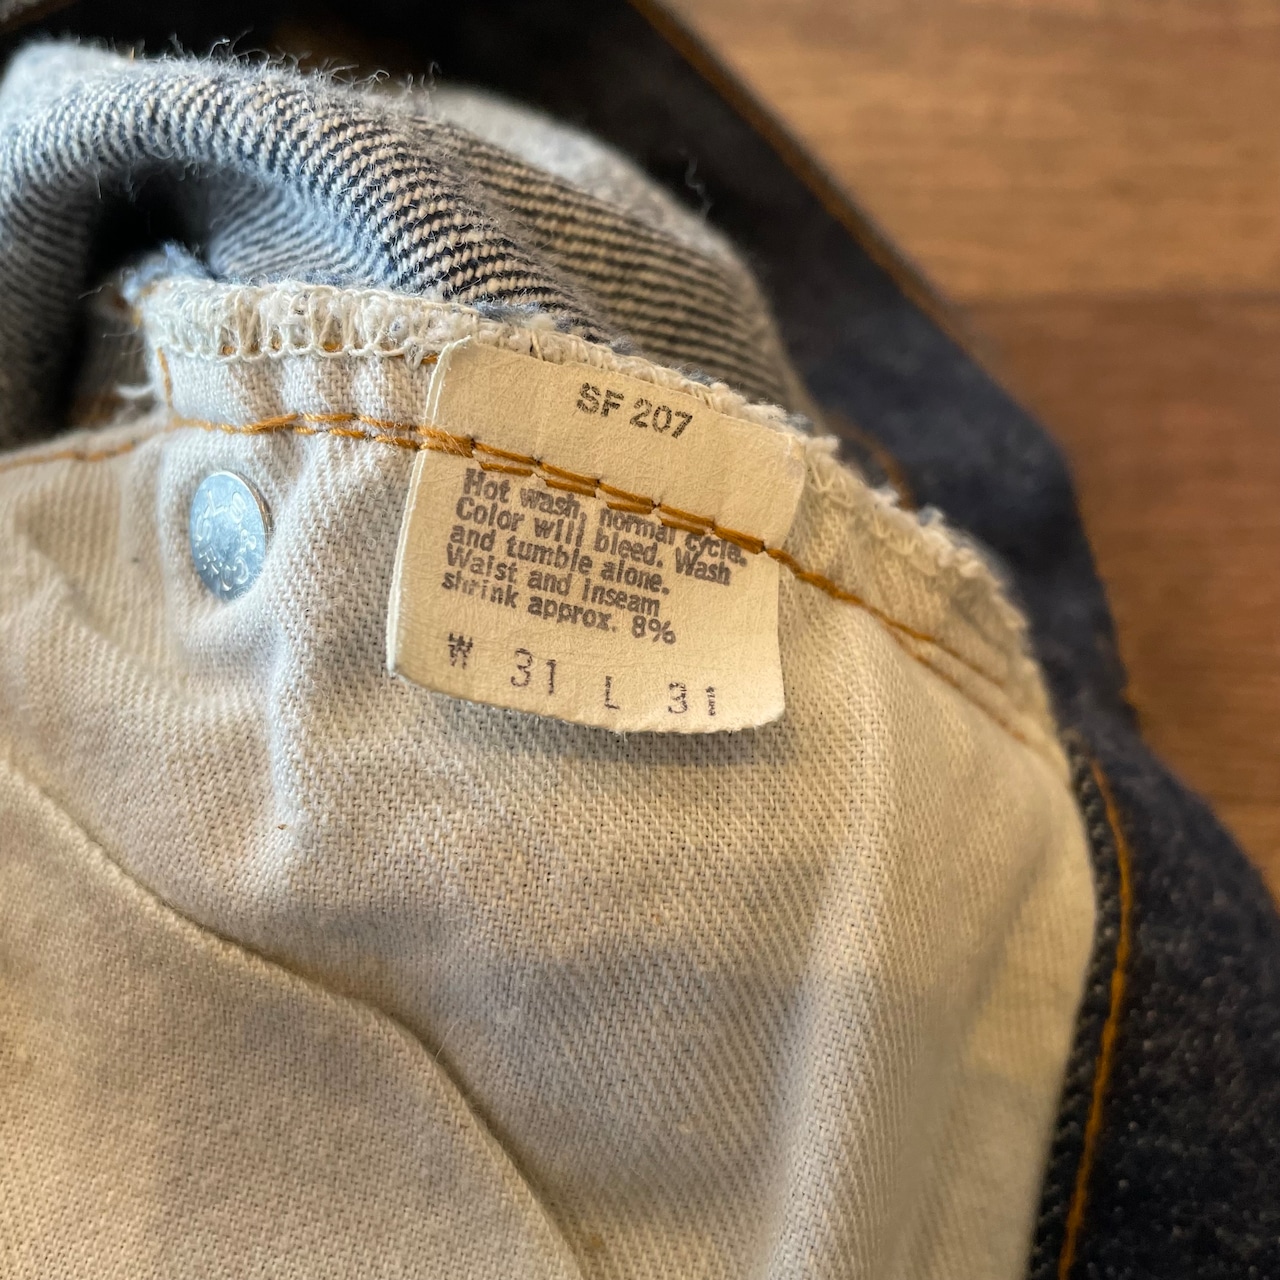 SF 207
Hot wash, normal cycle.
Color will bleed. Wash
and tumble alone.
Waist and inseam
shrink approx. 8%
W 31 L 31